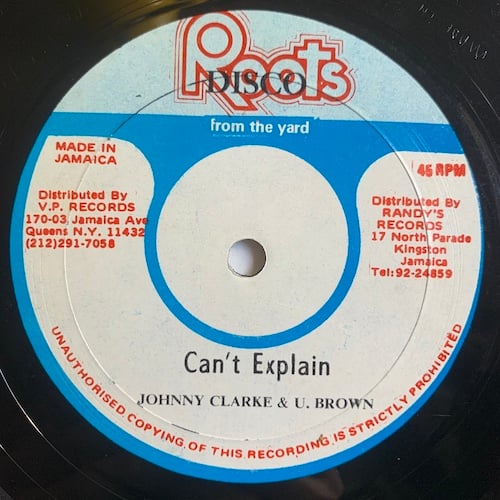 Roots
DISCO
from the yard
MADE IN
JAMAICA
Distributed By
V.P. RECORDS
170-03, Jamaica Ave
Queens N.Y. 11432
(212)291-7058
45 RPM
Distributed By
RANDY'S
RECORDS
17 North Parade
Kingston
Jamaica
Tel:92-24859
Can't Explain
JOHNNY CLARKE & U. BROWN
UNAUTHORISED COPYING OF THIS RECORDING IS STRICTLY PROHIBITED